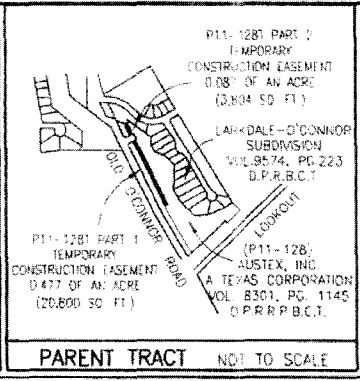 P11-1281 PART 2
TEMPORARY
CONSTRUCTION EASEMENT
0.087 OF AN ACRE
(3,804 SQ. FT.)
LARKDALE-O'CONNOR
SUBDIVISION
VOL.9574, PG.223
D.P.R.B.C.T.
OLD O'CONNOR ROAD
LOOKOUT
P11-1281 PART 1
TEMPORARY
CONSTRUCTION EASEMENT
0.477 OF AN ACRE
(20,800 SQ. FT.)
(P11-128)
AUSTEX, INC.
A TEXAS CORPORATION
VOL. 8301, PG. 1145
O.P.R.R.P.B.C.T.
PARENT TRACT NOT TO SCALE